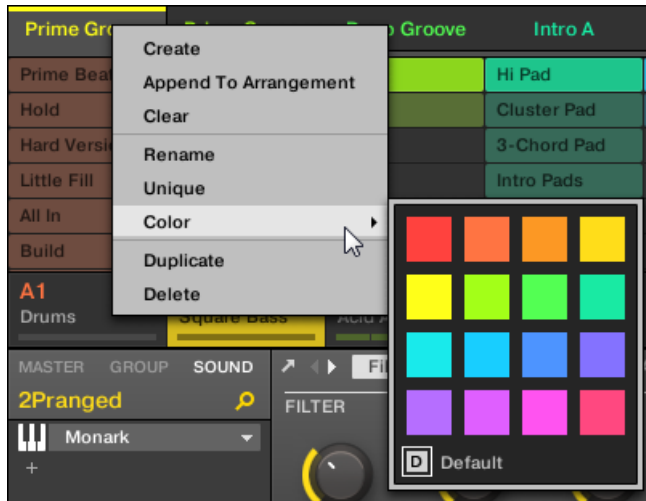 Prime Gro
Groove
Intro A
Create
Append To Arrangement
Clear
Rename
Unique
Color
Duplicate
Delete
Prime Beat
Hold
Hard Versi
Little Fill
All In
Build
Hi Pad
Cluster Pad
3-Chord Pad
Intro Pads
A1
Drums
Square Bass
Acid A
MASTER GROUP SOUND
2Pranged
Monark
+
FILTER
D Default